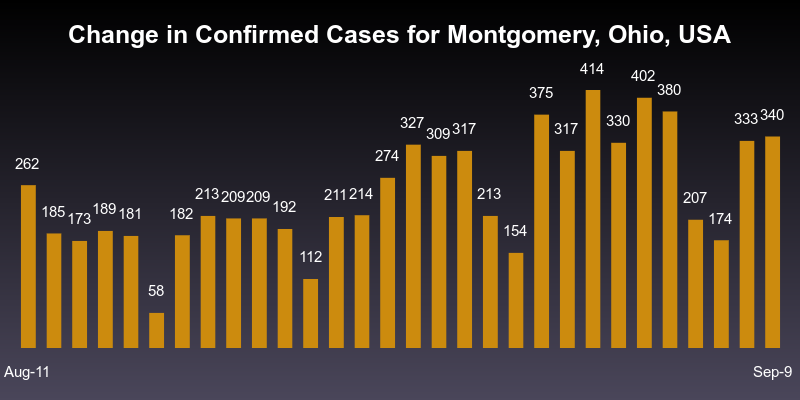 Change in Confirmed Cases for Montgomery, Ohio, USA
262 185 173 189 181 58 182 213 209 209 192 112 211 214 274 327 309 317 213 154 375 317 414 330 402 380 207 174 333 340
Aug-11 Sep-9